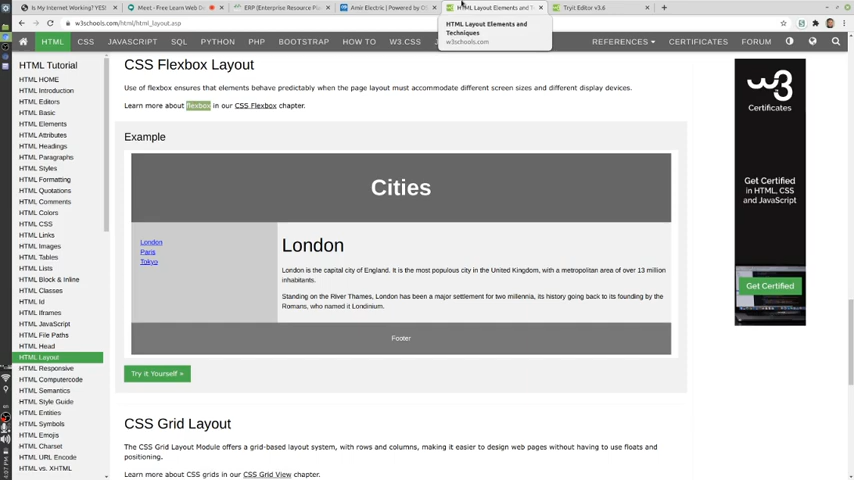 Is My Internet Working? YES!
Meet - Free Learn Web D
ERP (Enterprise Resource Pla
Amir Electric | Powered by O
HTML Layout Elements and T
Tryit Editor v3.6
w3schools.com/html/html_layout.asp
HTML Layout Elements and
Techniques
w3schools.com
HTML CSS JAVASCRIPT SQL PHP BOOTSTRAP HOW TO W3.CSS REFERENCES CERTIFICATES FORUM
HTML Tutorial
HTML HOME
HTML Introduction
HTML Editors
HTML Basic
HTML Elements
HTML Attributes
HTML Headings
HTML Paragraphs
HTML Styles
HTML Formatting
HTML Quotations
HTML Comments
HTML Colors
HTML CSS
HTML Links
HTML Images
HTML Tables
HTML Lists
HTML Block & Inline
HTML Classes
HTML Id
HTML Iframes
HTML JavaScript
HTML File Paths
HTML Head
HTML Layout
HTML Responsive
HTML Computercode
HTML Semantics
HTML Style Guide
HTML Entities
HTML Symbols
HTML Emojis
HTML Charset
HTML URL Encode
HTML vs. XHTML
CSS Flexbox Layout
Use of flexbox ensures that elements behave predictably when the page layout must accommodate different screen sizes and different display devices.
Learn more about flexbox in our CSS Flexbox chapter.
Example
Cities
London
Paris
Tokyo
London
London is the capital city of England. It is the most populous city in the United Kingdom, with a metropolitan area of over 13 million
inhabitants.
Standing on the River Thames, London has been a major settlement for two millennia, its history going back to its founding by the
Romans, who named it Londinium.
Footer
Try it Yourself »
CSS Grid Layout
The CSS Grid Layout Module offers a grid-based layout system, with rows and columns, making it easier to design web pages without having to use floats and
positioning.
Learn more about CSS grids in our CSS Grid View chapter.
w3
Certificates
Get Certified
in HTML, CSS
and JavaScript
Get Certified